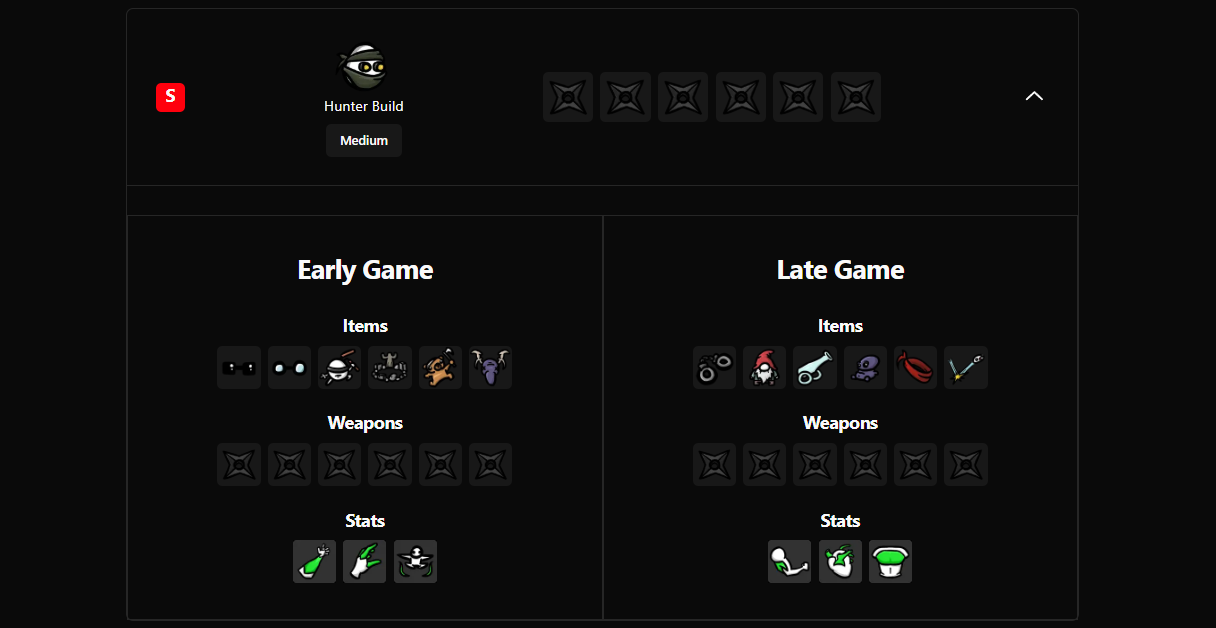 S
Hunter Build
Medium
Early Game
Items
Weapons
Stats
Late Game
Items
Weapons
Stats